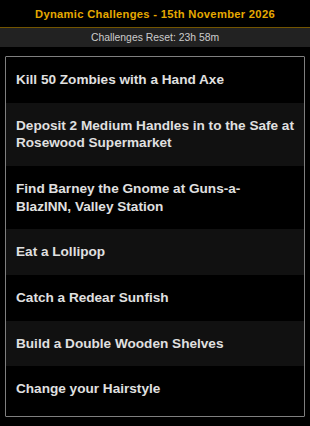 Dynamic Challenges - 15th November 2026
Challenges Reset: 23h 58m
Kill 50 Zombies with a Hand Axe
Deposit 2 Medium Handles in to the Safe at
Rosewood Supermarket
Find Barney the Gnome at Guns-a-
BlazINN, Valley Station
Eat a Lollipop
Catch a Redear Sunfish
Build a Double Wooden Shelves
Change your Hairstyle